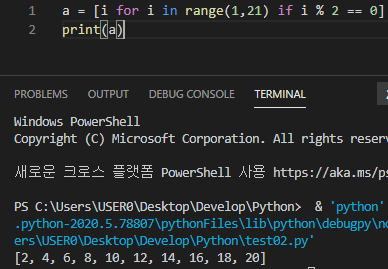 1 a = [i for i in range(1,21) if i % 2 == 0]
2 print(a)
PROBLEMS OUTPUT DEBUG CONSOLE TERMINAL
Windows PowerShell
Copyright (C) Microsoft Corporation. All rights reser
새로운 크로스 플랫폼 PowerShell 사용 https://aka.ms/ps
PS C:\Users\USER0\Desktop\Develop\Python> & 'python'
.python-2020.5.78807\pythonFiles\lib\python\debugpy\no
ers\USER0\Desktop\Develop\Python\test02.py'
[2, 4, 6, 8, 10, 12, 14, 16, 18, 20]